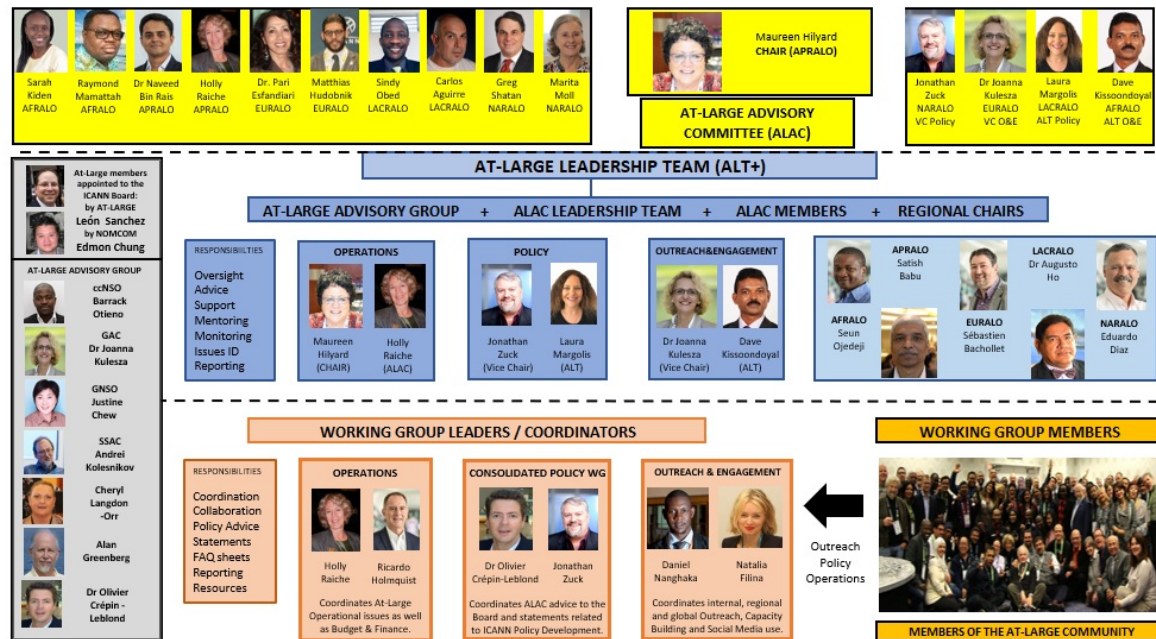 Sarah
Kiden
AFRALO
Raymond
Mamattah
AFRALO
Dr Naveed
Bin Rais
APRALO
Holly
Raiche
APRALO
Dr. Pari
Esfandiari
EURALO
Matthias
Hudobnik
EURALO
Sindy
Obed
LACRALO
Carlos
Aguirre
LACRALO
Greg
Shatan
NARALO
Marita
Moll
NARALO
Maureen Hilyard
CHAIR (APRALO)
AT-LARGE ADVISORY
COMMITTEE (ALAC)
Jonathan
Zuck
NARALO
VC Policy
Dr Joanna
Kulesza
EURALO
VC O&E
Laura
Margolis
LACRALO
ALT Policy
Dave
Kissoondoyal
AFRALO
ALT O&E
At-Large members
appointed to the
ICANN Board:
by AT-LARGE
León Sanchez
by NOMCOM
Edmon Chung
AT-LARGE ADVISORY GROUP
ccNSO
Barrack
Otieno
GAC
Dr Joanna
Kulesza
GNSO
Justine
Chew
SSAC
Andrei
Kolesnikov
Cheryl
Langdon
-Orr
Alan
Greenberg
Dr Olivier
Crépin -
Leblond
AT-LARGE LEADERSHIP TEAM (ALT+)
AT-LARGE ADVISORY GROUP + ALAC LEADERSHIP TEAM + ALAC MEMBERS + REGIONAL CHAIRS
RESPONSIBIILTIES
Oversight
Advice
Support
Mentoring
Monitoring
Issues ID
Reporting
OPERATIONS
Maureen
Hilyard
(CHAIR)
Holly
Raiche
(ALAC)
POLICY
Jonathan
Zuck
(Vice Chair)
Laura
Margolis
(ALT)
OUTREACH&ENGAGEMENT
Dr Joanna
Kulesza
(Vice Chair)
Dave
Kissoondoyal
(ALT)
APRALO
Satish
Babu
LACRALO
Dr Augusto
Ho
AFRALO
Seun
Ojedeji
EURALO
Sébastien
Bachollet
NARALO
Eduardo
Diaz
WORKING GROUP LEADERS / COORDINATORS
RESPONSIBILITIES
Coordination
Collaboration
Policy Advice
Statements
FAQ sheets
Reporting
Resources
OPERATIONS
Holly
Raiche
Ricardo
Holmquist
Coordinates At-Large
Operational issues as well
as Budget & Finance.
CONSOLIDATED POLICY WG
Dr Olivier
Crépin-Leblond
Jonathan
Zuck
Coordinates ALAC advice to the
Board and statements related
to ICANN Policy Development.
OUTREACH & ENGAGEMENT
Daniel
Nanghaka
Natalia
Filina
Coordinates internal, regional
and global Outreach, Capacity
Building and Social Media use.
Outreach
Policy
Operations
WORKING GROUP MEMBERS
MEMBERS OF THE AT-LARGE COMMUNITY